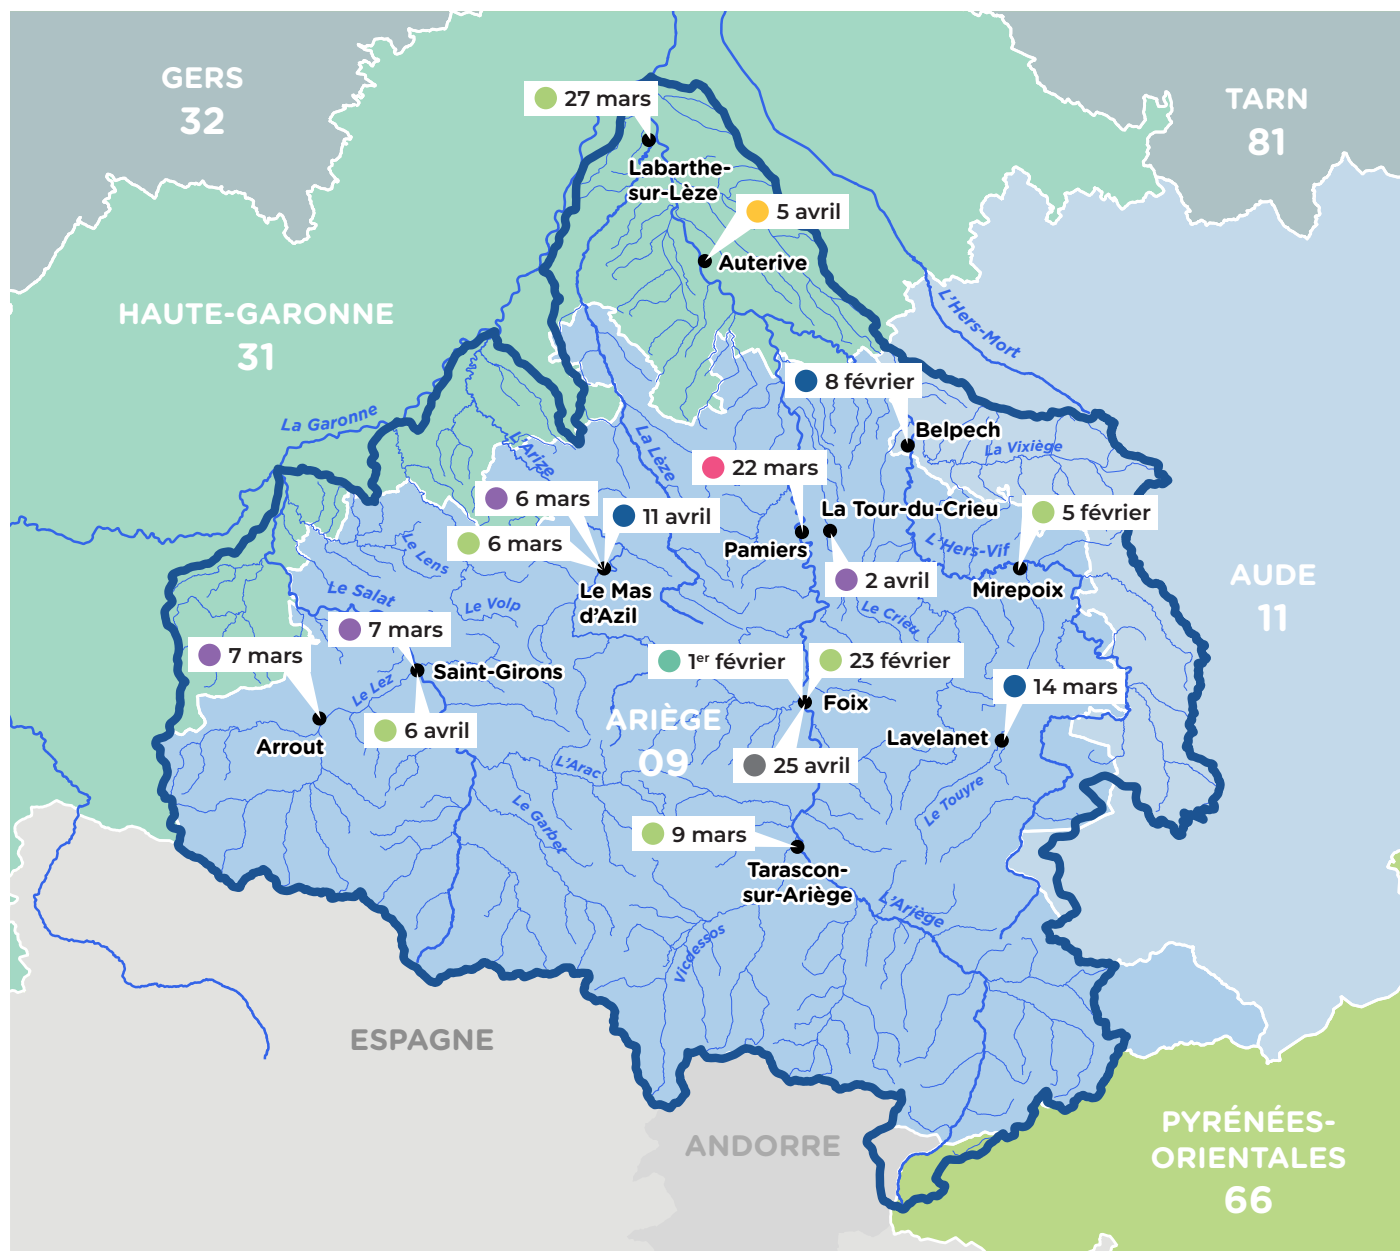 GERS
32
TARN
81
27 mars
Labarthe-
sur-Lèze
5 avril
Auterive
HAUTE-GARONNE
31
L'Hers-Mort
8 février
La Garonne
Belpech
La Vixiège
L'Arize
La Lèze
22 mars
6 mars
11 avril
La Tour-du-Crieu
5 février
6 mars
Pamiers
L'Hers-Vif
Le Lens
Le Mas
d'Azil
2 avril
Mirepoix
AUDE
11
Le Salat
Le Volp
Le Crieu
7 mars
7 mars
1er février
23 février
Saint-Girons
14 mars
Le Lez
Foix
6 avril
ARIÈGE
09
Arrout
Lavelanet
25 avril
L'Arac
Le Touyre
Le Garbet
9 mars
Tarascon-
sur-Ariège
L'Ariège
Vicdessos
ESPAGNE
ANDORRE
PYRÉNÉES-
ORIENTALES
66